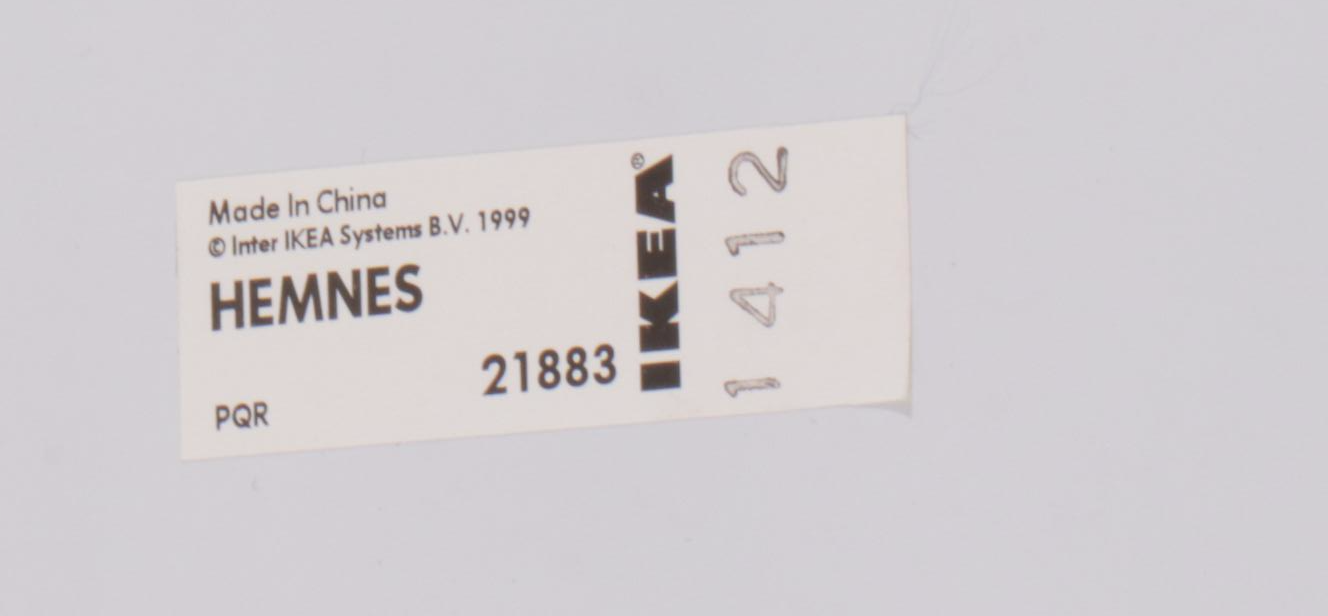 Made In China
© Inter IKEA Systems B.V. 1999
HEMNES
21883
PQR
IKEA®
1412